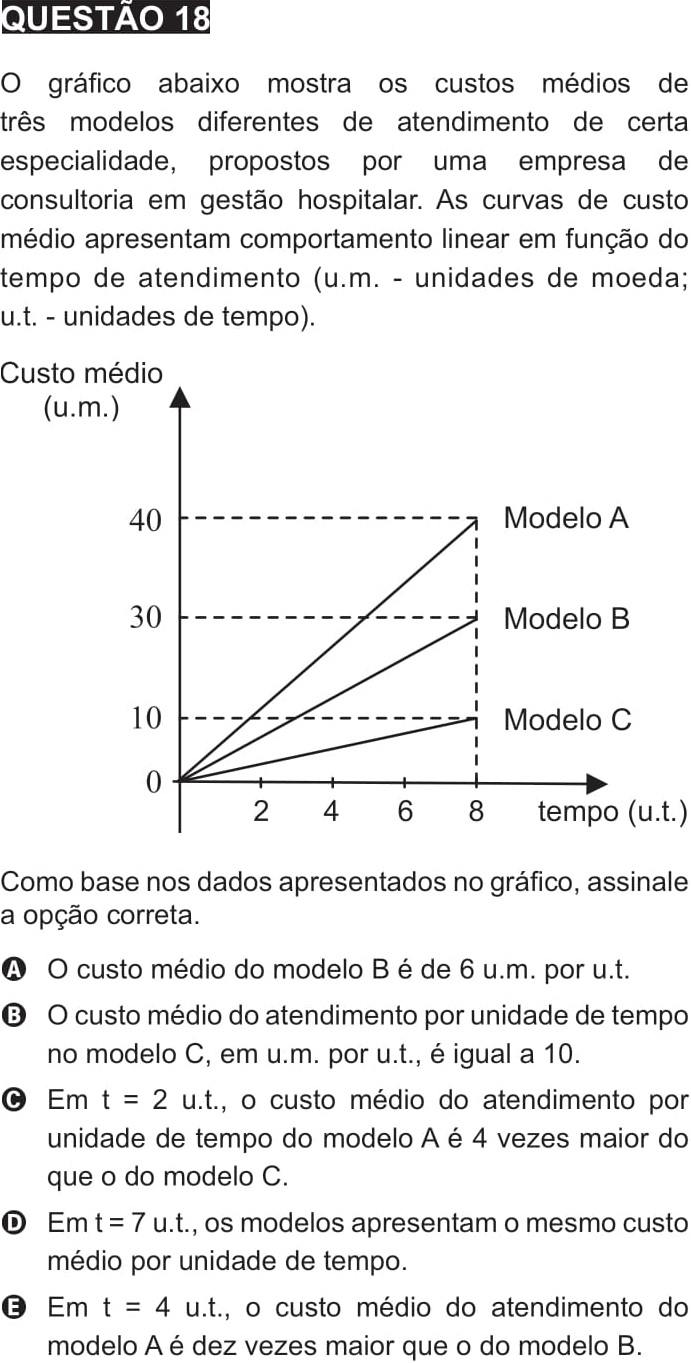 QUESTÃO 18
O gráfico abaixo mostra os custos médios de
três modelos diferentes de atendimento de certa
especialidade, propostos por uma empresa de
consultoria em gestão hospitalar. As curvas de custo
médio apresentam comportamento linear em função do
tempo de atendimento (u.m. - unidades de moeda;
u.t. - unidades de tempo).
Custo médio
(u.m.)
40 Modelo A
30 Modelo B
10 Modelo C
0
2 4 6 8 tempo (u.t.)
Como base nos dados apresentados no gráfico, assinale
a opção correta.
A O custo médio do modelo B é de 6 u.m. por u.t.
B O custo médio do atendimento por unidade de tempo
no modelo C, em u.m. por u.t., é igual a 10.
C Em t = 2 u.t., o custo médio do atendimento por
unidade de tempo do modelo A é 4 vezes maior do
que o do modelo C.
D Em t = 7 u.t., os modelos apresentam o mesmo custo
médio por unidade de tempo.
E Em t = 4 u.t., o custo médio do atendimento do
modelo A é dez vezes maior que o do modelo B.